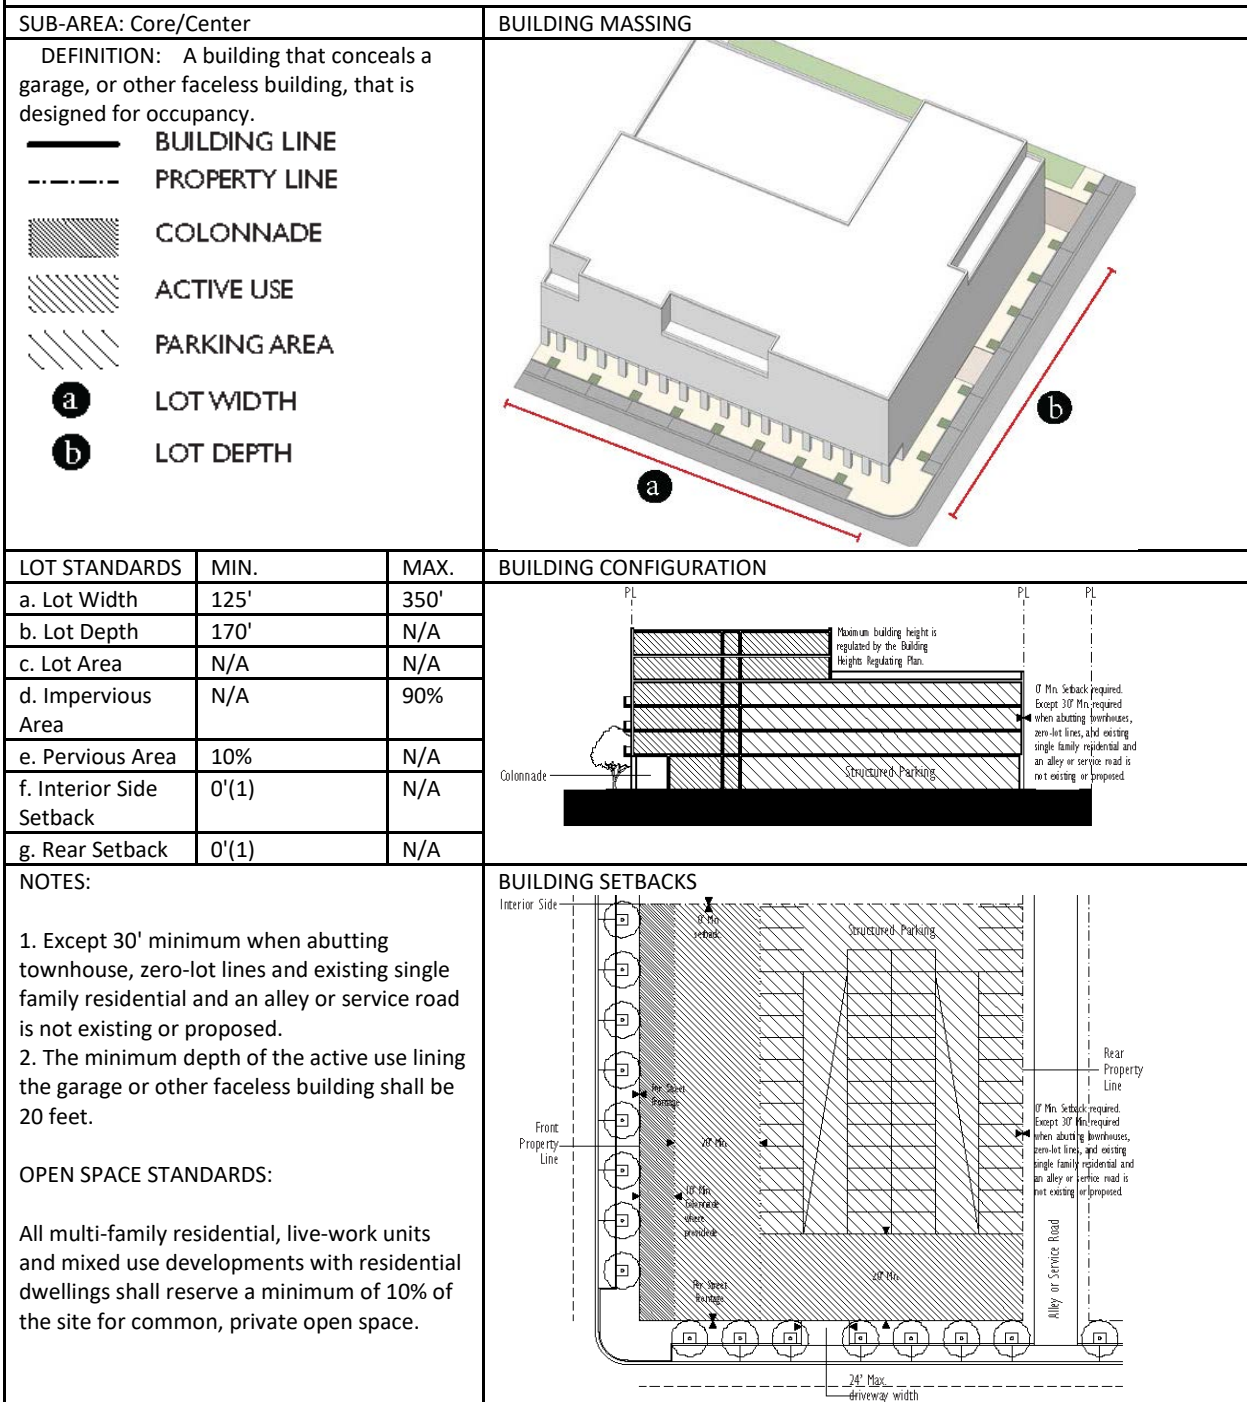 SUB-AREA: Core/Center
BUILDING MASSING
DEFINITION: A building that conceals a
garage, or other faceless building, that is
designed for occupancy.
BUILDING LINE
PROPERTY LINE
COLONNADE
ACTIVE USE
PARKING AREA
a LOT WIDTH
b LOT DEPTH
a
b
LOT STANDARDS MIN. MAX.
a. Lot Width 125' 350'
b. Lot Depth 170' N/A
c. Lot Area N/A N/A
d. Impervious N/A 90%
Area
e. Pervious Area 10% N/A
f. Interior Side 0'(1) N/A
Setback
g. Rear Setback 0'(1) N/A
BUILDING CONFIGURATION
PL
PL
PL
Maximum building height is
regulated by the Building
Heights Regulating Plan.
0' Min. Setback required.
Except 30' Min. required
when abutting townhouses,
zero-lot lines, and existing
single family residential and
an alley or service road is
not existing or proposed.
Colonnade
Structured Parking
NOTES:
1. Except 30' minimum when abutting
townhouse, zero-lot lines and existing single
family residential and an alley or service road
is not existing or proposed.
2. The minimum depth of the active use lining
the garage or other faceless building shall be
20 feet.
OPEN SPACE STANDARDS:
All multi-family residential, live-work units
and mixed use developments with residential
dwellings shall reserve a minimum of 10% of
the site for common, private open space.
BUILDING SETBACKS
Interior Side
0' Min
setback
Structured Parking
Rear
Property
Line
Per Street
frontage
Front
Property
Line
20' Min.
0' Min. Setback required.
Except 30' Min. required
when abutting townhouses,
zero-lot lines, and existing
single family residential and
an alley or service road is
not existing or proposed.
10' Min
Colonnade
where
provided
Per Street
frontage
20' Min
Alley or Service Road
24' Max.
driveway width